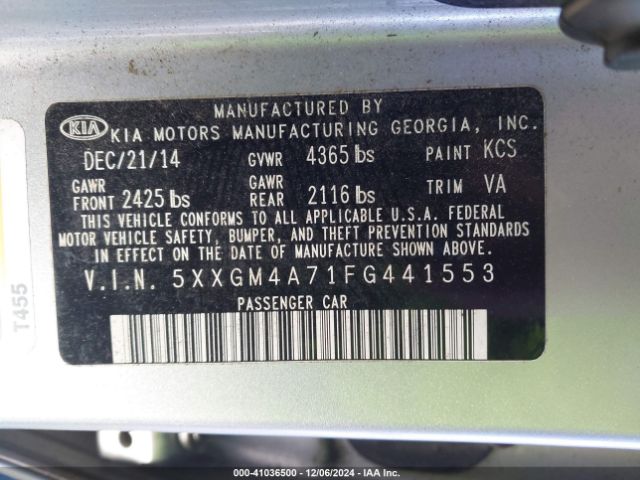 MANUFACTURED BY
KIA KIA MOTORS MANUFACTURING GEORGIA, INC.
DEC/21/14 GVWR 4365 lbs PAINT KCS
GAWR FRONT 2425 lbs GAWR REAR 2116 lbs TRIM VA
THIS VEHICLE CONFORMS TO ALL APPLICABLE U.S.A. FEDERAL
MOTOR VEHICLE SAFETY, BUMPER, AND THEFT PREVENTION STANDARDS
IN EFFECT ON THE DATE OF MANUFACTURE SHOWN ABOVE.
V.I.N. 5XXGM4A71FG441553
PASSENGER CAR
T455
000-41036500 • 12/06/2024 • IAA Inc.